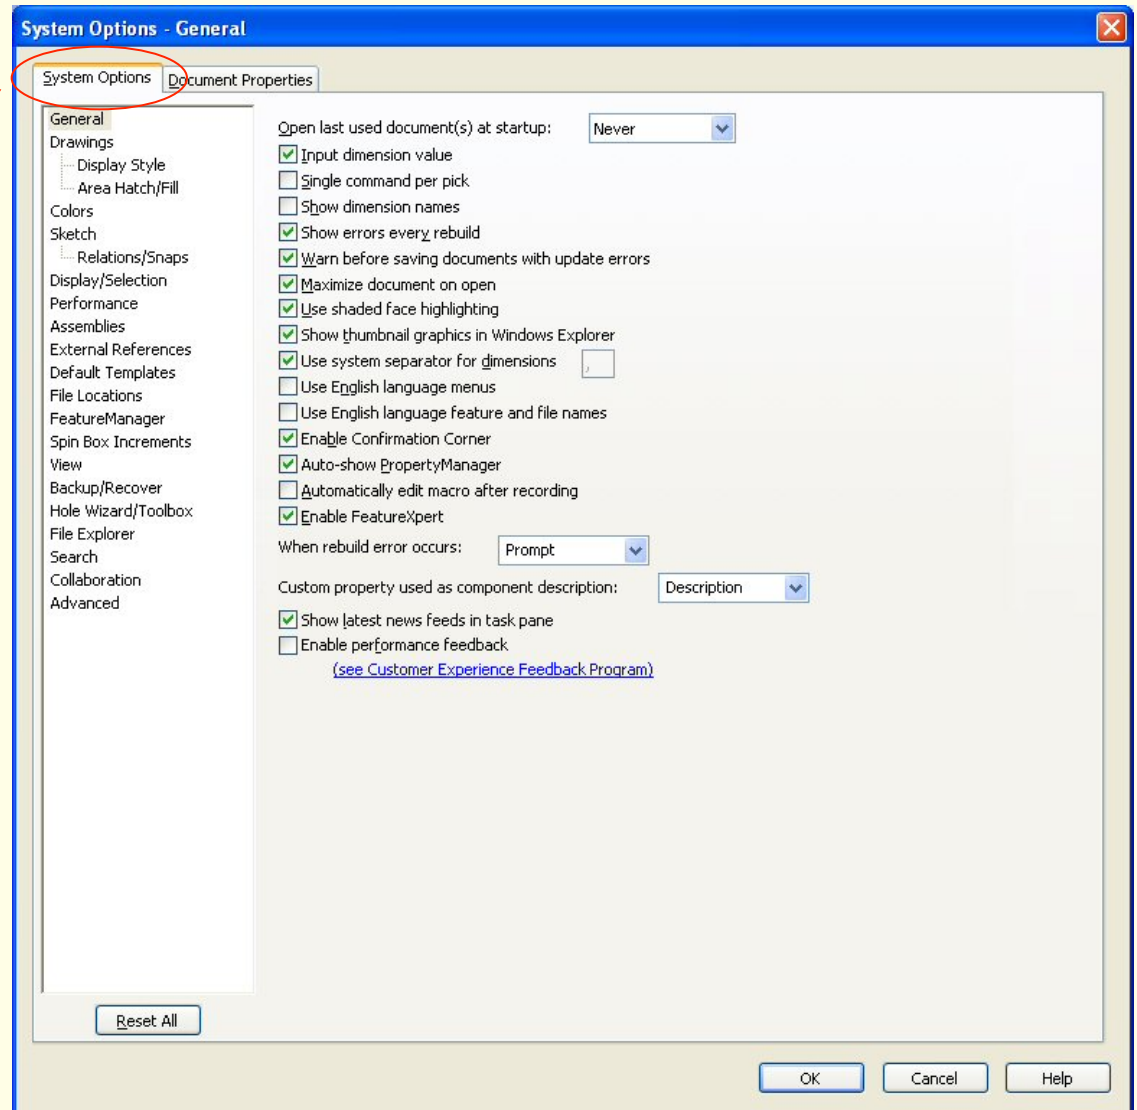 System Options - General
System Options
Document Properties
General
Drawings
Display Style
Area Hatch/Fill
Colors
Sketch
Relations/Snaps
Display/Selection
Performance
Assemblies
External References
Default Templates
File Locations
FeatureManager
Spin Box Increments
View
Backup/Recover
Hole Wizard/Toolbox
File Explorer
Search
Collaboration
Advanced
Reset All
Open last used document(s) at startup: Never
Input dimension value
Single command per pick
Show dimension names
Show errors every rebuild
Warn before saving documents with update errors
Maximize document on open
Use shaded face highlighting
Show thumbnail graphics in Windows Explorer
Use system separator for dimensions ,
Use English language menus
Use English language feature and file names
Enable Confirmation Corner
Auto-show PropertyManager
Automatically edit macro after recording
Enable FeatureXpert
When rebuild error occurs: Prompt
Custom property used as component description: Description
Show latest news feeds in task pane
Enable performance feedback
(see Customer Experience Feedback Program)
OK Cancel Help